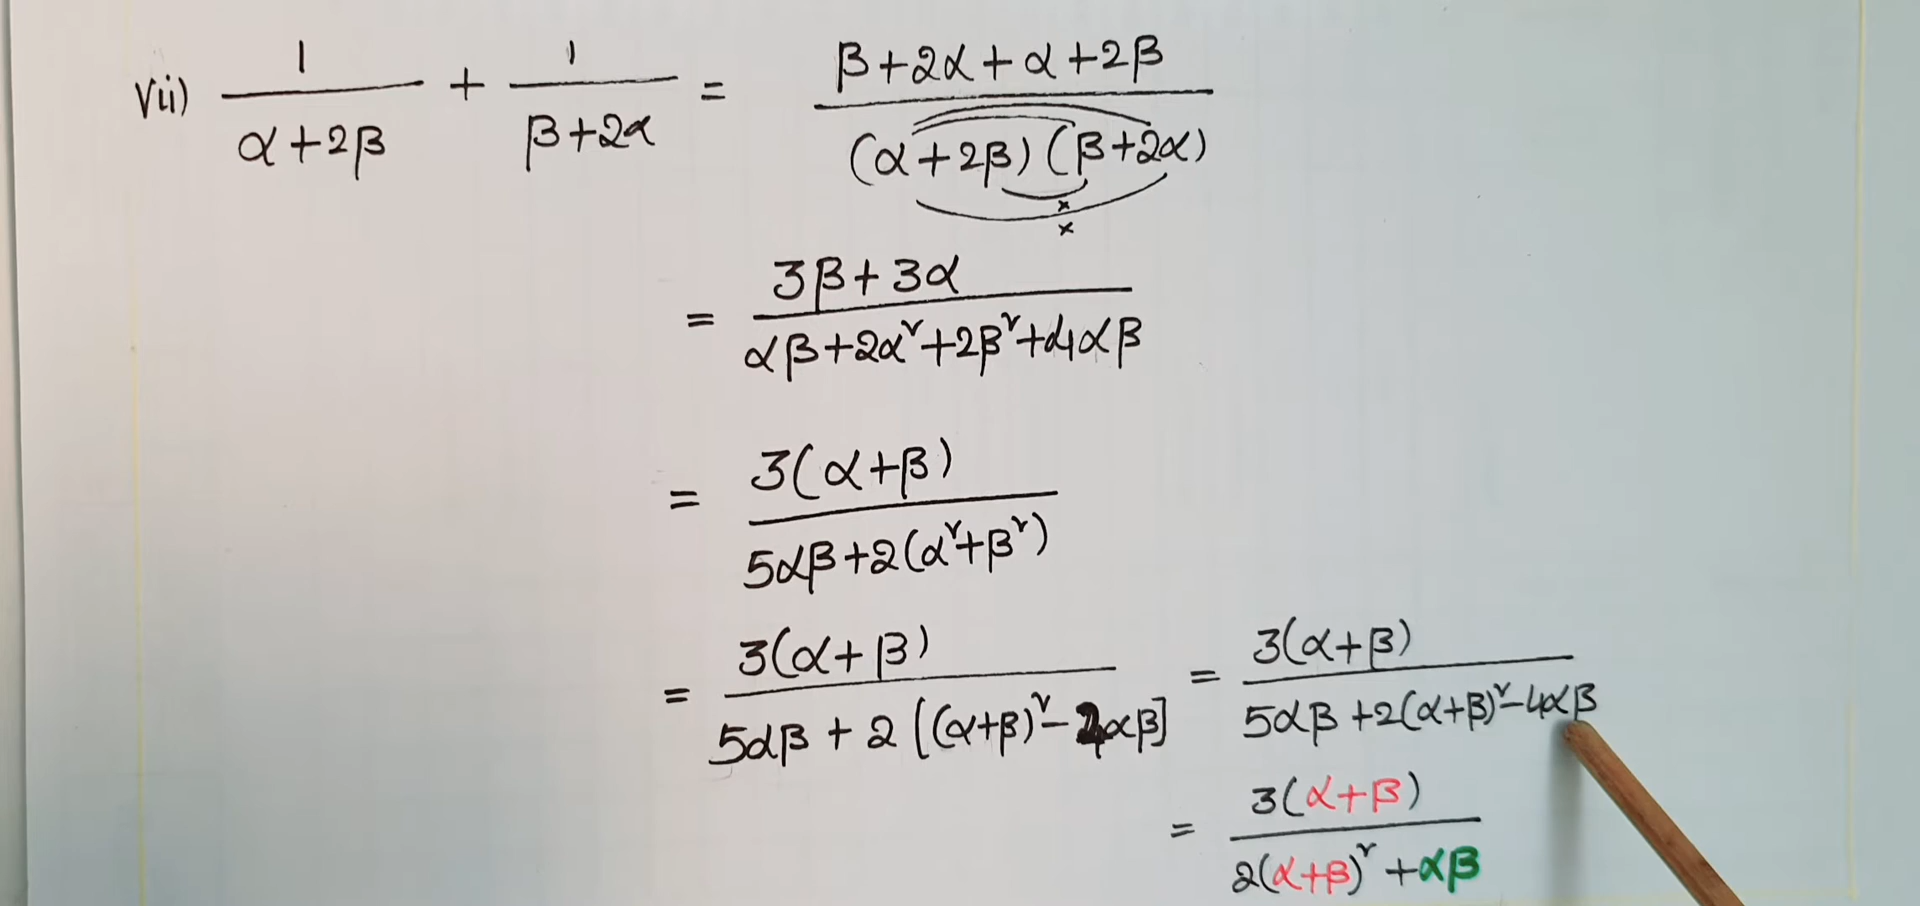 vii) 1/(α+2β) + 1/(β+2α) = (β+2α+α+2β)/((α+2β)(β+2α))
= (3β+3α)/(αβ+2α²+2β²+4αβ)
= 3(α+β)/(5αβ+2(α²+β²))
= 3(α+β)/(5αβ+2[(α+β)²-2αβ]) = 3(α+β)/(5αβ+2(α+β)²-4αβ)
= 3(α+β)/(2(α+β)²+αβ)